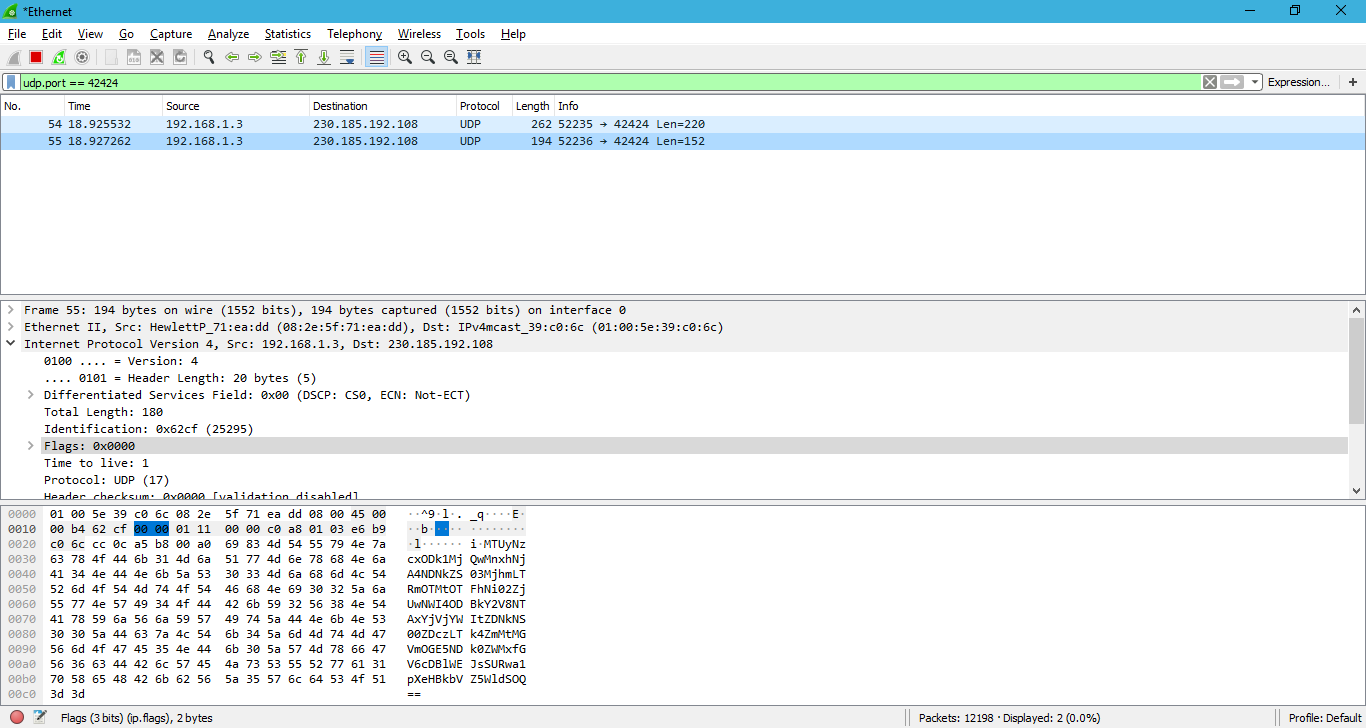 *Ethernet
File Edit View Go Capture Analyze Statistics Telephony Wireless Tools Help
udp.port == 42424 Expression… +
No. Time Source Destination Protocol Length Info
54 18.925532 192.168.1.3 230.185.192.108 UDP 262 52235 → 42424 Len=220
55 18.927262 192.168.1.3 230.185.192.108 UDP 194 52236 → 42424 Len=152
Frame 55: 194 bytes on wire (1552 bits), 194 bytes captured (1552 bits) on interface 0
Ethernet II, Src: HewlettP_71:ea:dd (08:2e:5f:71:ea:dd), Dst: IPv4mcast_39:c0:6c (01:00:5e:39:c0:6c)
Internet Protocol Version 4, Src: 192.168.1.3, Dst: 230.185.192.108
0100 .... = Version: 4
.... 0101 = Header Length: 20 bytes (5)
Differentiated Services Field: 0x00 (DSCP: CS0, ECN: Not-ECT)
Total Length: 180
Identification: 0x62cf (25295)
Flags: 0x0000
Time to live: 1
Protocol: UDP (17)
Header checksum: 0x0000 [validation disabled]
0000 01 00 5e 39 c0 6c 08 2e 5f 71 ea dd 08 00 45 00 ··^9·l·. _q····E·
0010 00 b4 62 cf 00 00 01 11 00 00 c0 a8 01 03 e6 b9 ··b····· ········
0020 c0 6c cc 0c a5 b8 00 a0 69 83 4d 54 55 79 4e 7a ·l······ i·MTUyNz
0030 63 78 4f 44 6b 31 4d 6a 51 77 4d 6e 78 68 4e 6a cxODk1Mj QwMnxhNj
0040 41 34 4e 44 4e 6b 5a 53 30 33 4d 6a 68 6d 4c 54 A4NDNkZS 03MjhmLT
0050 52 6d 4f 54 4d 74 4f 54 46 68 4e 69 30 32 5a 6a RmOTMtOT FhNi02Zj
0060 55 77 4e 57 49 34 4f 44 42 6b 59 32 56 38 4e 54 UwNWI4OD BkY2V8NT
0070 41 78 59 6a 56 6a 59 57 49 74 5a 44 4e 6b 4e 53 AxYjVjYW ItZDNkNS
0080 30 30 5a 44 63 7a 4c 54 6b 34 5a 6d 4d 74 4d 47 00ZDczLT k4ZmMtMG
0090 56 6d 4f 47 45 35 4e 44 6b 30 5a 57 4d 78 66 47 VmOGE5ND k0ZWMxfG
00a0 56 36 63 44 42 6c 57 45 4a 73 53 55 52 77 61 31 V6cDBlWE JsSURwa1
00b0 70 58 65 48 42 6b 62 56 5a 35 57 6c 64 53 4f 51 pXeHBkbV Z5WldSOQ
00c0 3d 3d ==
Flags (3 bits) (ip.flags), 2 bytes Packets: 12198 · Displayed: 2 (0.0%) Profile: Default